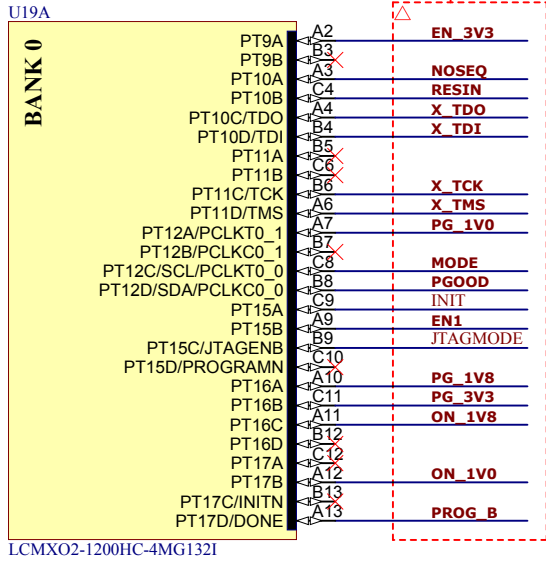 U19A
BANK 0
PT9A A2 EN_3V3
PT9B B3
PT10A A3 NOSEQ
PT10B C4 RESIN
PT10C/TDO A4 X_TDO
PT10D/TDI B4 X_TDI
PT11A B5
PT11B C6
PT11C/TCK B6 X_TCK
PT11D/TMS A6 X_TMS
PT12A/PCLKT0_1 A7 PG_1V0
PT12B/PCLKC0_1 B7
PT12C/SCL/PCLKT0_0 C8 MODE
PT12D/SDA/PCLKC0_0 B8 PGOOD
PT15A C9 INIT
PT15B A9 EN1
PT15C/JTAGENB B9 JTAGMODE
PT15D/PROGRAMN C10
PT16A A10 PG_1V8
PT16B C11 PG_3V3
PT16C A11 ON_1V8
PT16D B12
PT17A C12
PT17B A12 ON_1V0
PT17C/INITN B13
PT17D/DONE A13 PROG_B
LCMXO2-1200HC-4MG132I